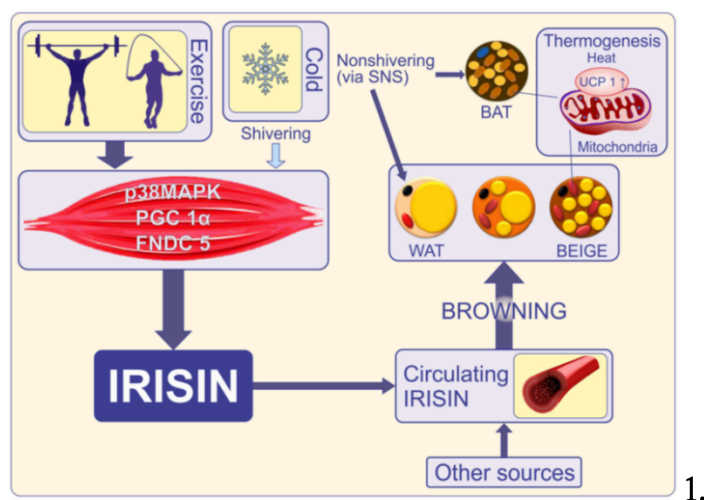 Exercise
Cold
Shivering
Nonshivering
(via SNS)
BAT
Thermogenesis
Heat
UCP 1 ↑
Mitochondria
p38MAPK
PGC 1α
FNDC 5
WAT
BEIGE
BROWNING
IRISIN
Circulating
IRISIN
Other sources
1.